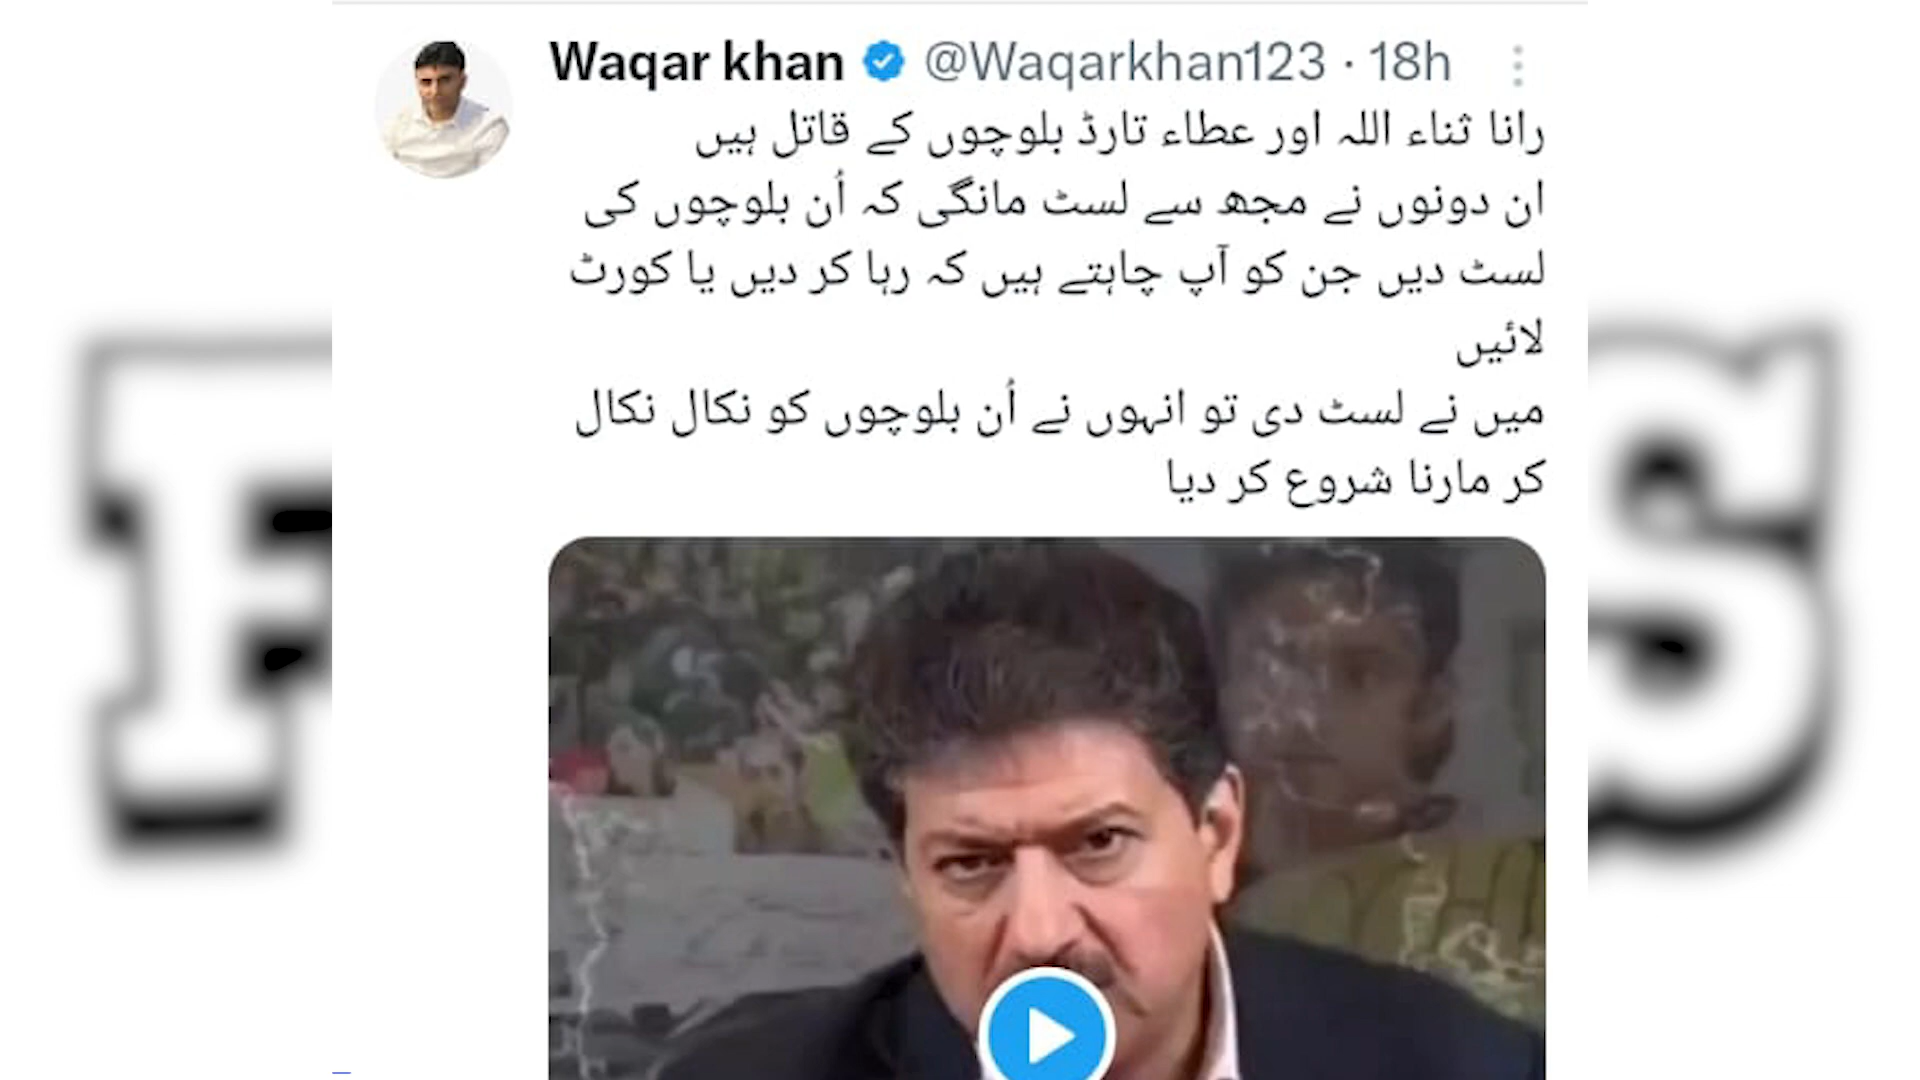 Waqar khan @Waqarkhan123 · 18h
رانا ثناء اللہ اور عطاء تارڈ بلوچوں کے قاتل ہیں
ان دونوں نے مجھ سے لسٹ مانگی کہ اُن بلوچوں کی
لسٹ دیں جن کو آپ چاہتے ہیں کہ رہا کر دیں یا کورٹ
لائیں
میں نے لسٹ دی تو انہوں نے اُن بلوچوں کو نکال نکال
کر مارنا شروع کر دیا